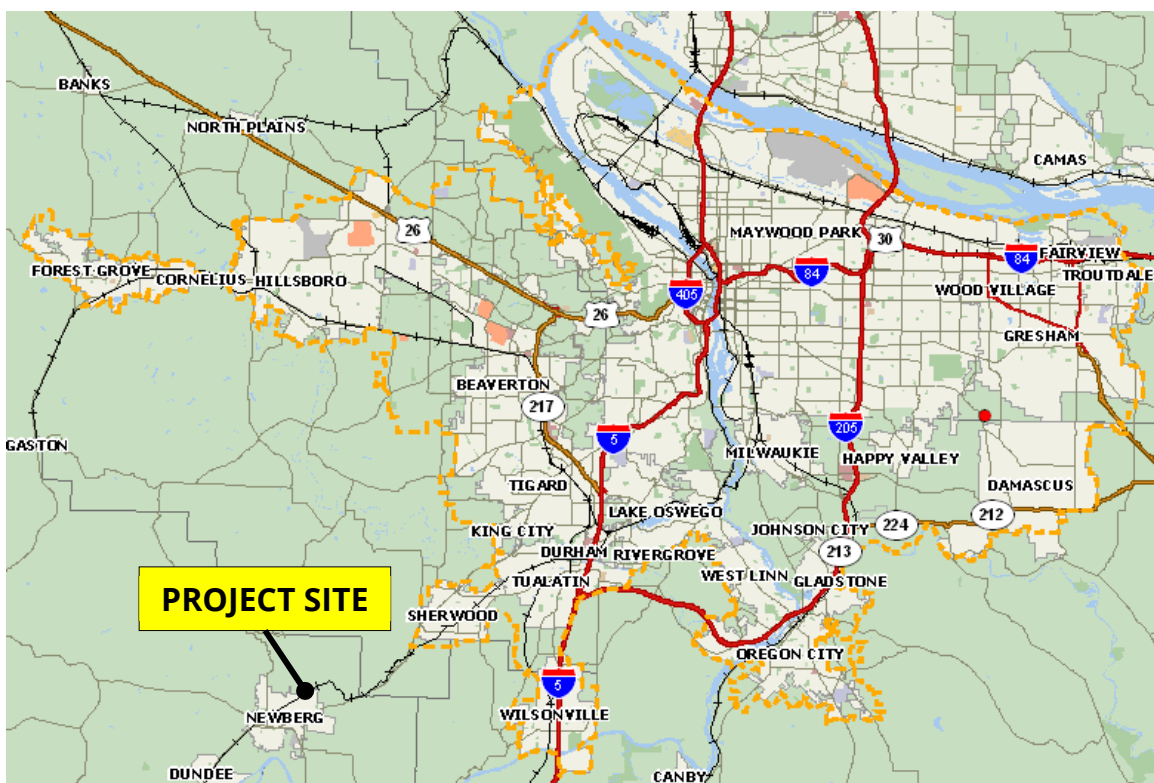 BANKS
NORTH PLAINS
CAMAS
26
MAYWOOD PARK
30
84
FAIRVIEW
FOREST GROVE
CORNELIUS
HILLSBORO
84
TROUTDALE
405
WOOD VILLAGE
26
GRESHAM
BEAVERTON
217
205
5
GASTON
MILWAUKIE
HAPPY VALLEY
TIGARD
DAMASCUS
LAKE OSWEGO
212
KING CITY
JOHNSON CITY
224
DURHAM
RIVERGROVE
213
WEST LINN
TUALATIN
GLADSTONE
PROJECT SITE
SHERWOOD
OREGON CITY
5
NEWBERG
WILSONVILLE
DUNDEE
CANBY